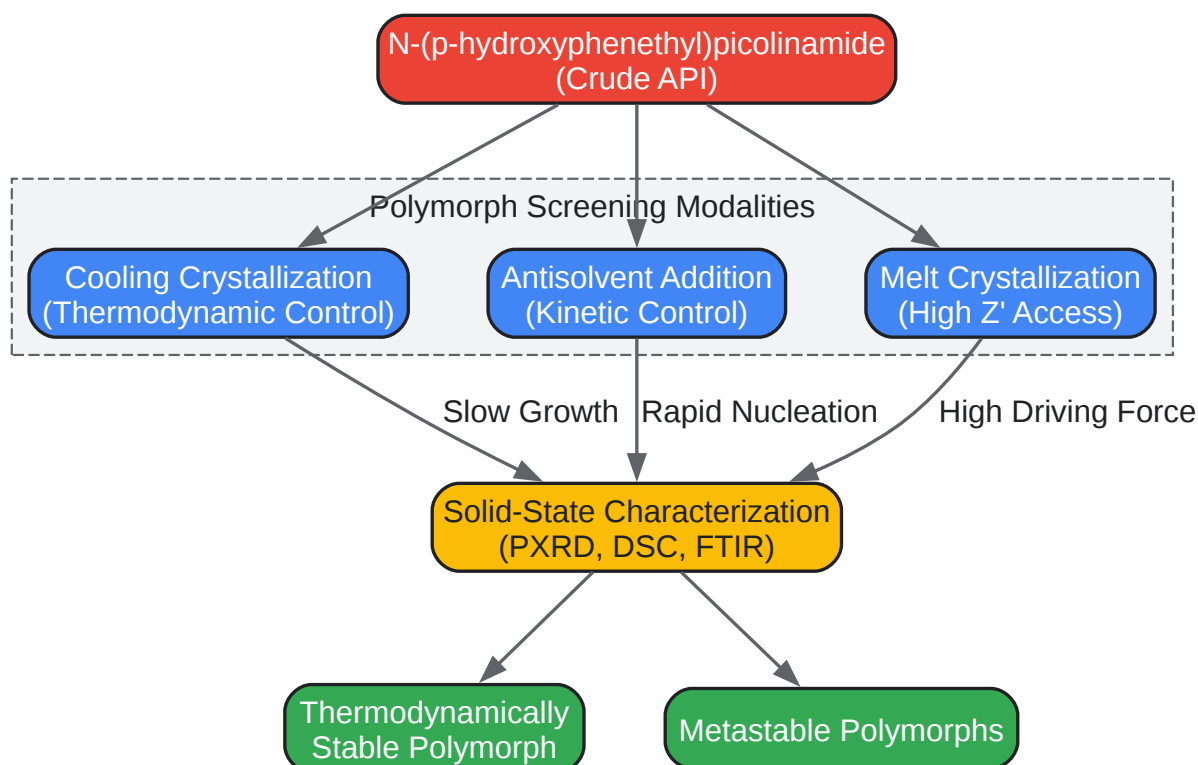 N-(p-hydroxyphenethyl)picolinamide
(Crude API)
Polymorph Screening Modalities
Cooling Crystallization
(Thermodynamic Control)
Antisolvent Addition
(Kinetic Control)
Melt Crystallization
(High Z' Access)
Slow Growth
Rapid Nucleation
High Driving Force
Solid-State Characterization
(PXRD, DSC, FTIR)
Thermodynamically
Stable Polymorph
Metastable Polymorphs